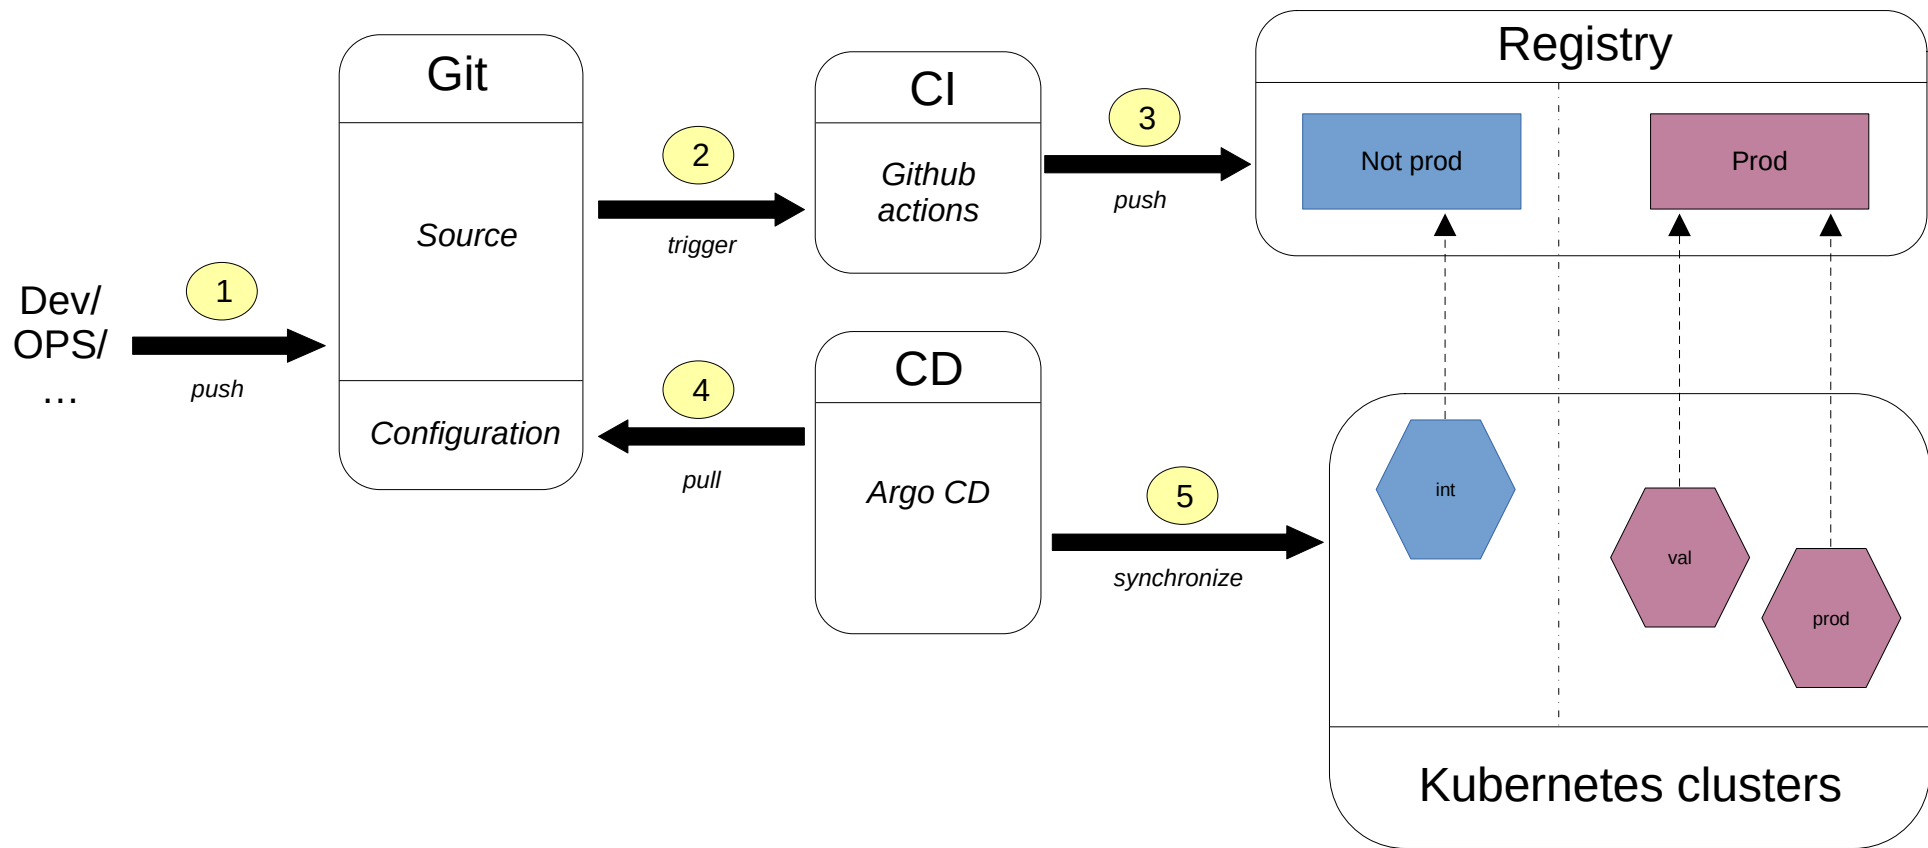 Dev/
OPS/
…
1
push
Git
Source
Configuration
2
trigger
CI
Github
actions
3
push
Registry
Not prod
Prod
4
pull
CD
Argo CD
5
synchronize
int
val
prod
Kubernetes clusters